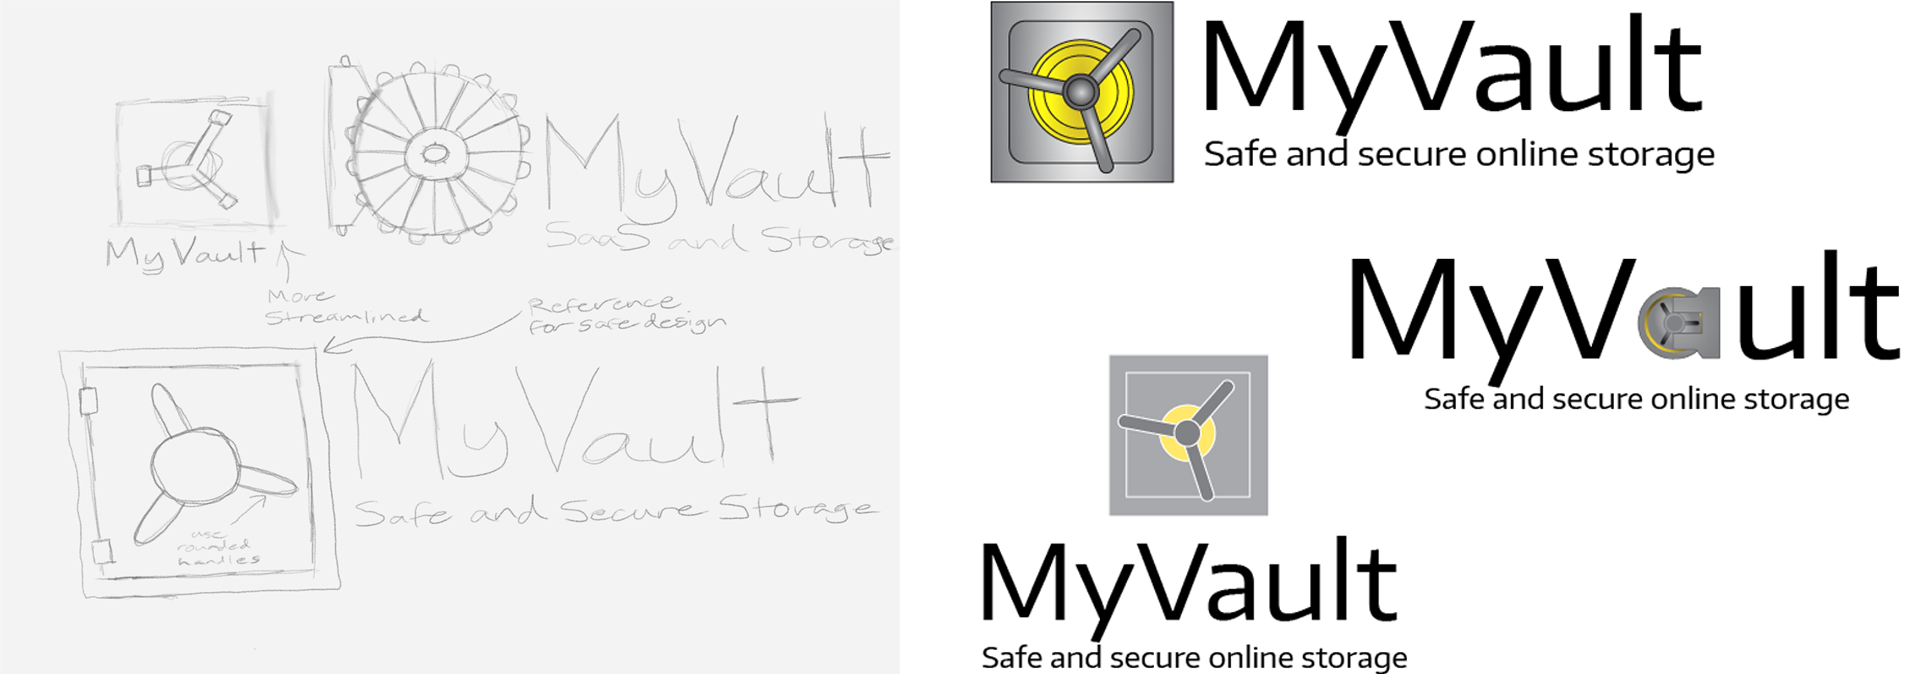 MyVault
SaaS and Storage
MyVault
More
Streamlined
Reference
for safe design
MyVault
Safe and Secure Storage
use
rounded
handles
MyVault
Safe and secure online storage
MyVault
Safe and secure online storage
MyVault
Safe and secure online storage